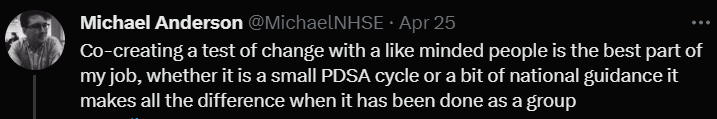 Michael Anderson @MichaelNHSE · Apr 25
Co-creating a test of change with a like minded people is the best part of
my job, whether it is a small PDSA cycle or a bit of national guidance it
makes all the difference when it has been done as a group